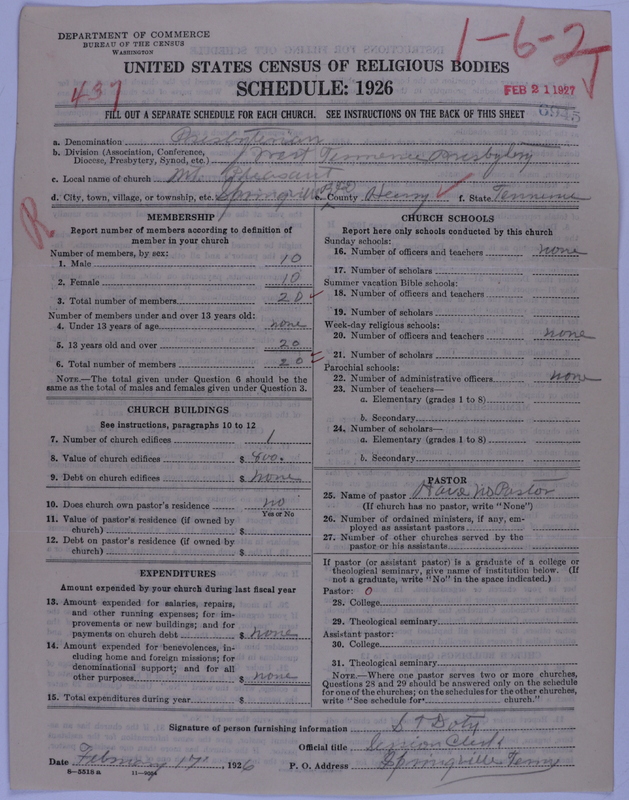 DEPARTMENT OF COMMERCE
BUREAU OF THE CENSUS
WASHINGTON
1-6-2
UNITED STATES CENSUS OF RELIGIOUS BODIES
SCHEDULE: 1926
437
FEB 21 1927
6945
FILL OUT A SEPARATE SCHEDULE FOR EACH CHURCH. SEE INSTRUCTIONS ON THE BACK OF THIS SHEET
a. Denomination Presbyterian
b. Division (Association, Conference, Diocese, Presbytery, Synod, etc.) West Tennessee Presbytery
c. Local name of church Mt. Pleasant
d. City, town, village, or township, etc. Springville e. County Henry f. State Tennessee
R
MEMBERSHIP
Report number of members according to definition of
member in your church
Number of members, by sex:
1. Male 10
2. Female 10
3. Total number of members 20
Number of members under and over 13 years old:
4. Under 13 years of age none
5. 13 years old and over 20
6. Total number of members 20
NOTE.—The total given under Question 6 should be
same as the total of males and females given under Question 3.
CHURCH BUILDINGS
See instructions, paragraphs 10 to 12
7. Number of church edifices 1
8. Value of church edifices $ 400.
9. Debt on church edifices $ none
10. Does church own pastor's residence no
Yes or No
11. Value of pastor's residence (if owned by
church) $
12. Debt on pastor's residence (if owned by
church) $
EXPENDITURES
Amount expended by your church during last fiscal year
13. Amount expended for salaries, repairs,
and other running expenses; for im-
provements or new buildings; and for
payments on church debt $ none
14. Amount expended for benevolences, in-
cluding home and foreign missions; for
denominational support; and for all
other purposes $ none
15. Total expenditures during year $
CHURCH SCHOOLS
Report here only schools conducted by this church
Sunday schools:
16. Number of officers and teachers none
17. Number of scholars
Summer vacation Bible schools:
18. Number of officers and teachers
19. Number of scholars
Week-day religious schools:
20. Number of officers and teachers none
21. Number of scholars
Parochial schools:
22. Number of administrative officers none
23. Number of teachers—
a. Elementary (grades 1 to 8)
b. Secondary
24. Number of scholars—
a. Elementary (grades 1 to 8)
b. Secondary
PASTOR
25. Name of pastor Have No Pastor
(If church has no pastor, write "None")
26. Number of ordained ministers, if any, em-
ployed as assistant pastors
27. Number of other churches served by the
pastor or his assistants
If pastor (or assistant pastor) is a graduate of a college or
theological seminary, give name of institution below. (If
not a graduate, write "No" in the space indicated.)
Pastor: 0
28. College
29. Theological seminary
Assistant pastor:
30. College
31. Theological seminary
NOTE.—Where one pastor serves two or more churches,
Questions 28 and 29 should be answered only on the schedule
for one of the churches; on the schedules for the other churches,
write "See schedule for* church."
Signature of person furnishing information S T Doty
Official title Session Clerk
Date February 17, 1926 P. O. Address Springville Tenn
8—5318 a 11—9004